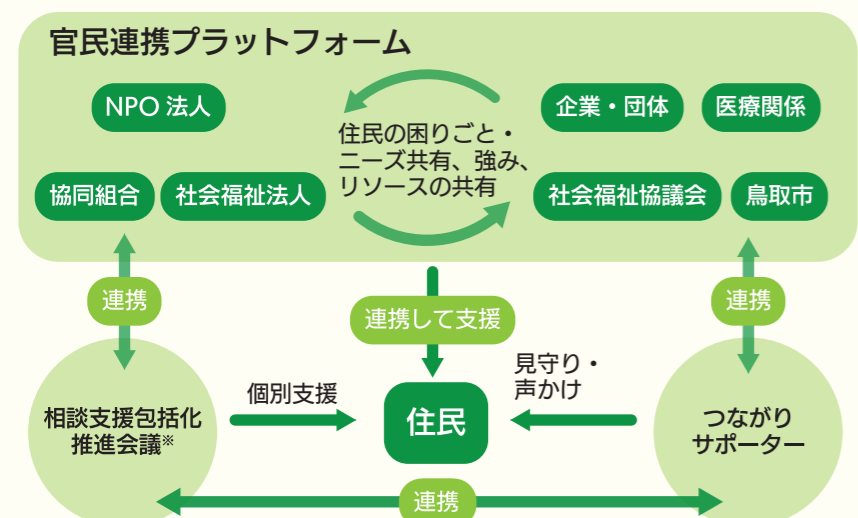 官民連携プラットフォーム
NPO 法人
企業・団体
医療関係
住民の困りごと・
ニーズ共有、強み、
リソースの共有
協同組合
社会福祉法人
社会福祉協議会
鳥取市
連携
連携して支援
連携
相談支援包括化
推進会議※
個別支援
住民
見守り・
声かけ
つながり
サポーター
連携